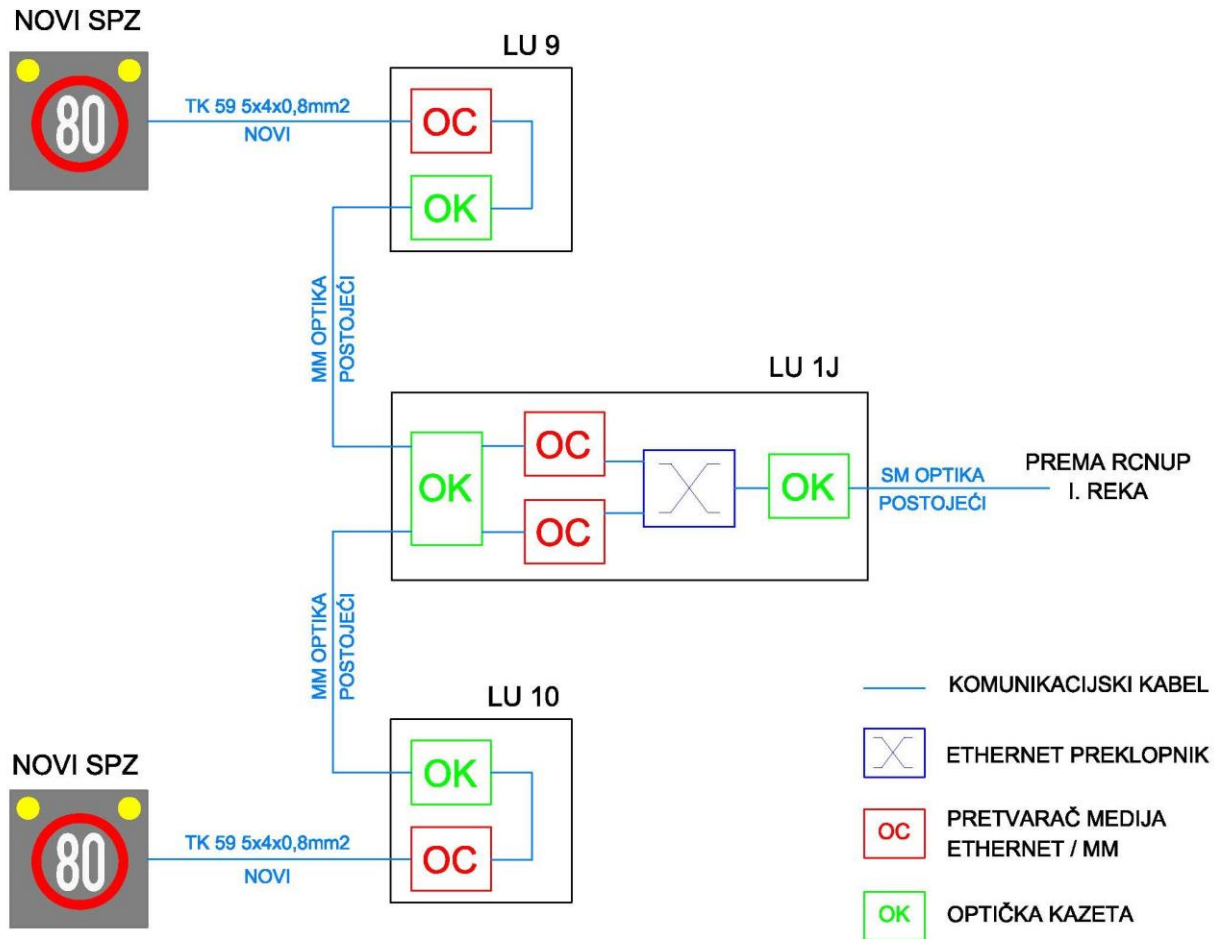 NOVI SPZ
80
TK 59 5x4x0,8mm2
NOVI
LU 9
OC
OK
MM OPTIKA
POSTOJEĆI
LU 1J
OK
OC
OC
OK
SM OPTIKA
POSTOJEĆI
PREMA RCNUP
I. REKA
MM OPTIKA
POSTOJEĆI
LU 10
OK
OC
NOVI SPZ
80
TK 59 5x4x0,8mm2
NOVI
KOMUNIKACIJSKI KABEL
ETHERNET PREKLOPNIK
OC
PRETVARAČ MEDIJA
ETHERNET / MM
OK
OPTIČKA KAZETA